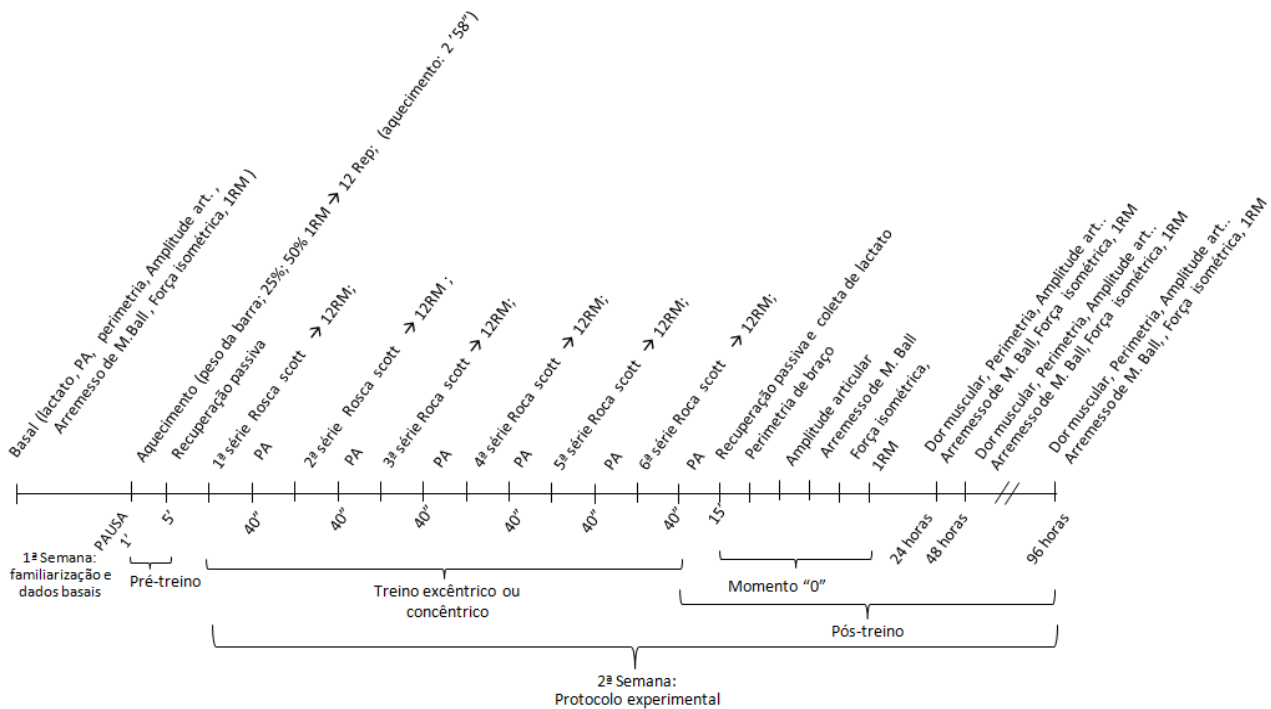 Basal (lactato , PA, perimetria, Amplitude art. ,
Arremesso de M.Ball , Força isométrica, 1RM )
Aquecimento (peso da barra; 25%; 50% 1RM → 12 Rep; (aquecimento: 2 '58")
Recuperação passiva
1ª série Rosca scott → 12RM;
PA
2ª série Rosca scott → 12RM ;
PA
3ª série Roca scott → 12RM;
PA
4ª série Roca scott → 12RM;
PA
5ª série Roca scott → 12RM;
PA
6ª série Roca scott → 12RM;
PA
Recuperação passiva e coleta de lactato
Perimetria de braço
Amplitude articular
Arremesso de M. Ball
Força isométrica,
1RM
Dor muscular, Perimetria, Amplitude art..
Arremesso de M. Ball, Força isométrica, 1RM
Dor muscular, Perimetria, Amplitude art..
Arremesso de M. Ball, Força isométrica, 1RM
Dor muscular, Perimetria, Amplitude art..
Arremesso de M. Ball, , Força isométrica, 1RM
PAUSA
1'
5'
40"
40"
40"
40"
40"
40"
15'
24 horas
48 horas
96 horas
1ª Semana:
familiarização e
dados basais
Pré-treino
Treino excêntrico ou
concêntrico
Momento "0"
Pós-treino
2ª Semana:
Protocolo experimental